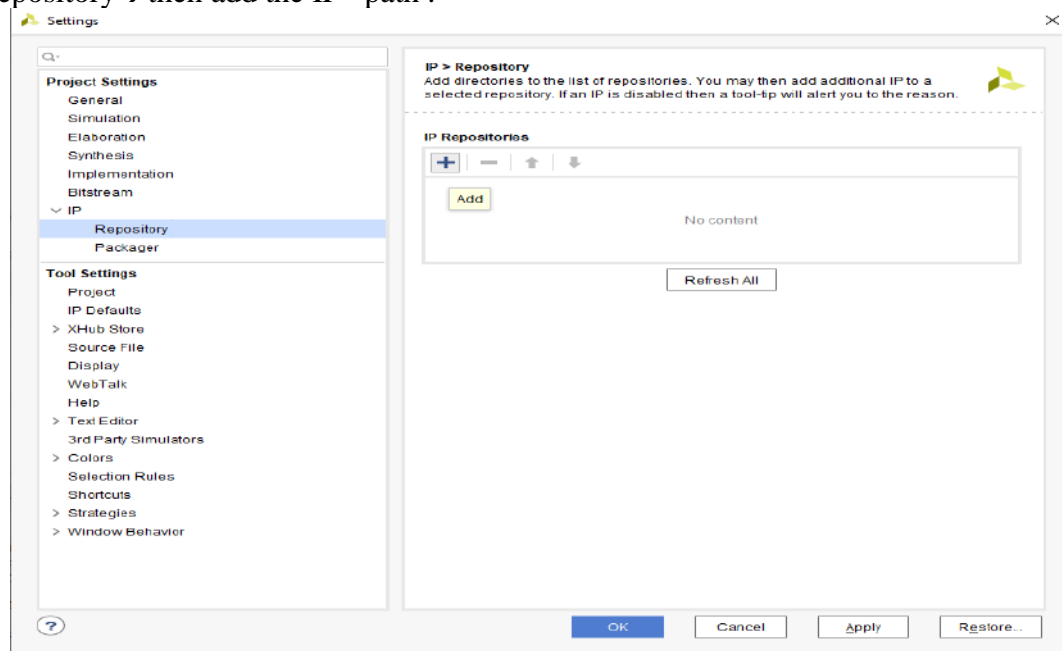 epository → then add the IP path .
Settings
Project Settings
General
Simulation
Elaboration
Synthesis
Implementation
Bitstream
IP
Repository
Packager
Tool Settings
Project
IP Defaults
> XHub Store
Source File
Display
WebTalk
Help
> Text Editor
3rd Party Simulators
> Colors
Selection Rules
Shortcuts
> Strategies
> Window Behavior
IP > Repository
Add directories to the list of repositories. You may then add additional IP to a
selected repository. If an IP is disabled then a tool-tip will alert you to the reason.
IP Repositories
Add
No content
Refresh All
?
OK
Cancel
Apply
Restore...